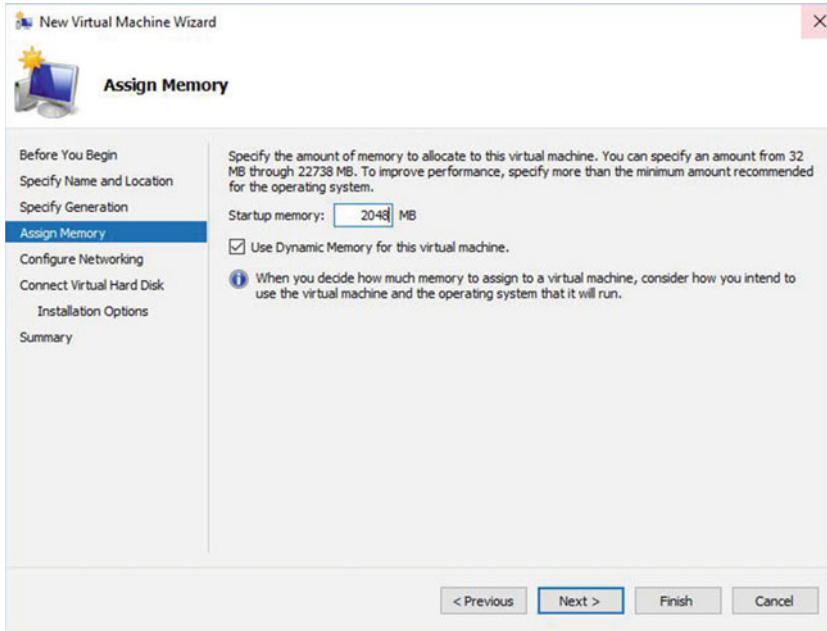 New Virtual Machine Wizard
Assign Memory
Before You Begin
Specify Name and Location
Specify Generation
Assign Memory
Configure Networking
Connect Virtual Hard Disk
Installation Options
Summary
Specify the amount of memory to allocate to this virtual machine. You can specify an amount from 32
MB through 22738 MB. To improve performance, specify more than the minimum amount recommended
for the operating system.
Startup memory: 2048 MB
Use Dynamic Memory for this virtual machine.
When you decide how much memory to assign to a virtual machine, consider how you intend to
use the virtual machine and the operating system that it will run.
< Previous Next > Finish Cancel